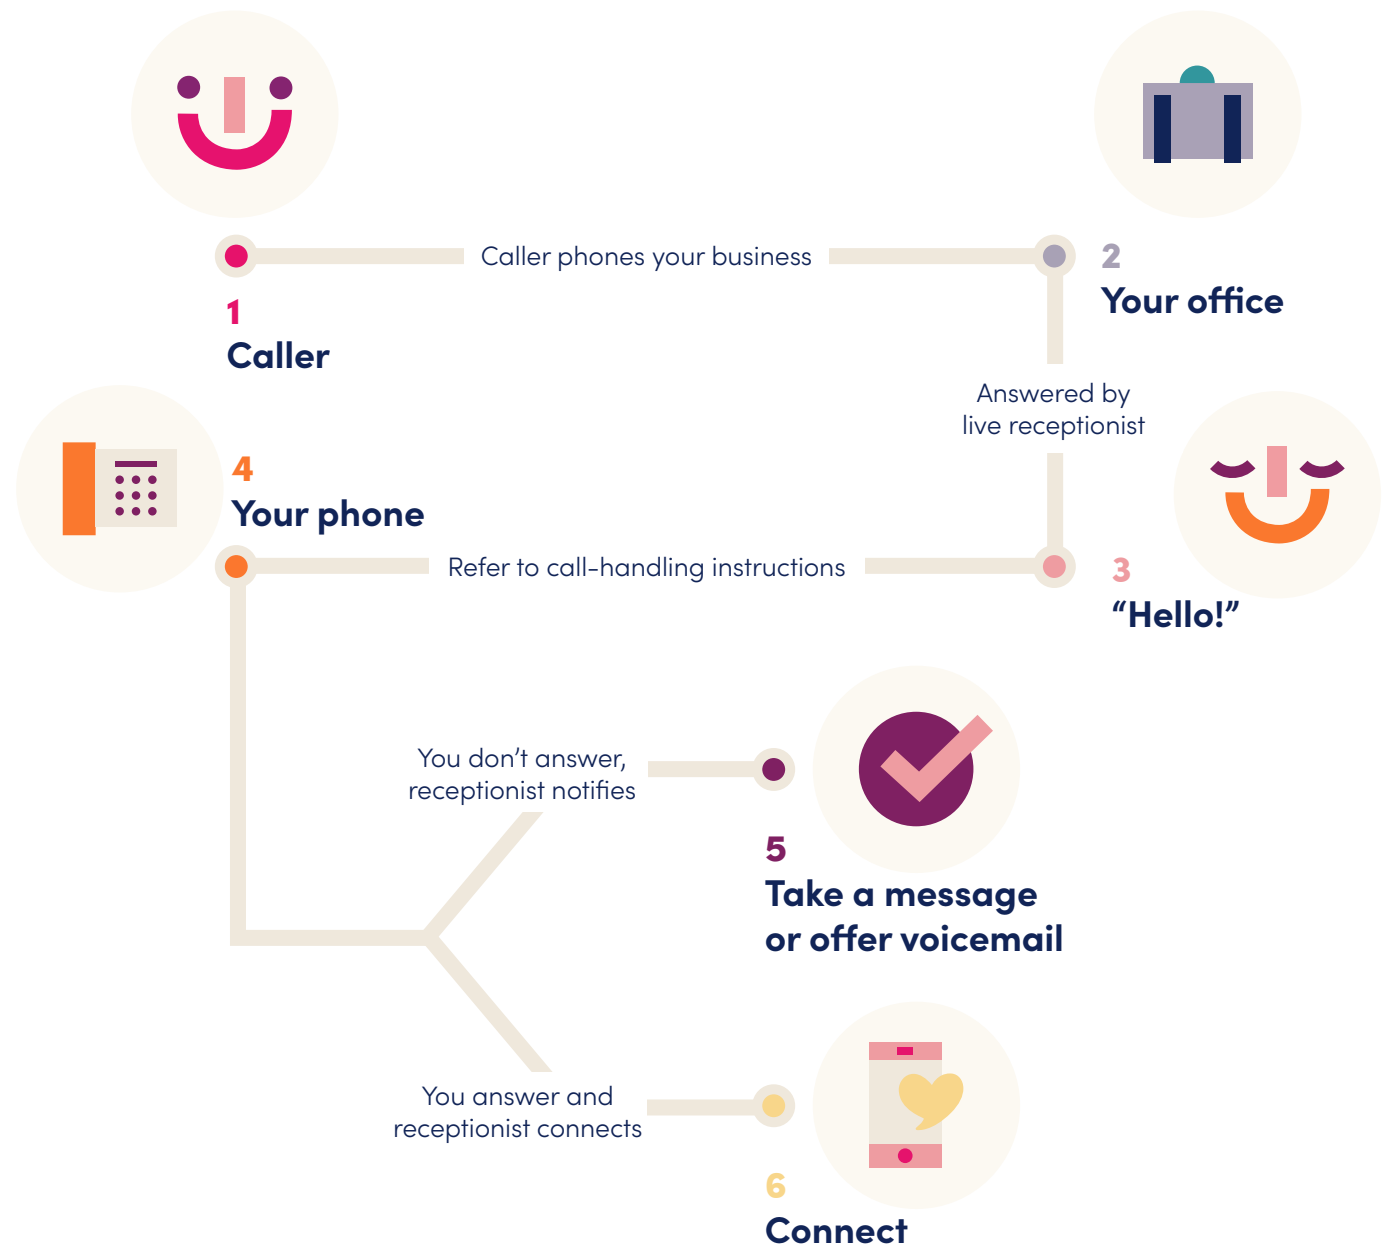 Caller phones your business
1
Caller
2
Your office
Answered by
live receptionist
3
“Hello!”
Refer to call-handling instructions
4
Your phone
You don’t answer,
receptionist notifies
5
Take a message
or offer voicemail
You answer and
receptionist connects
6
Connect